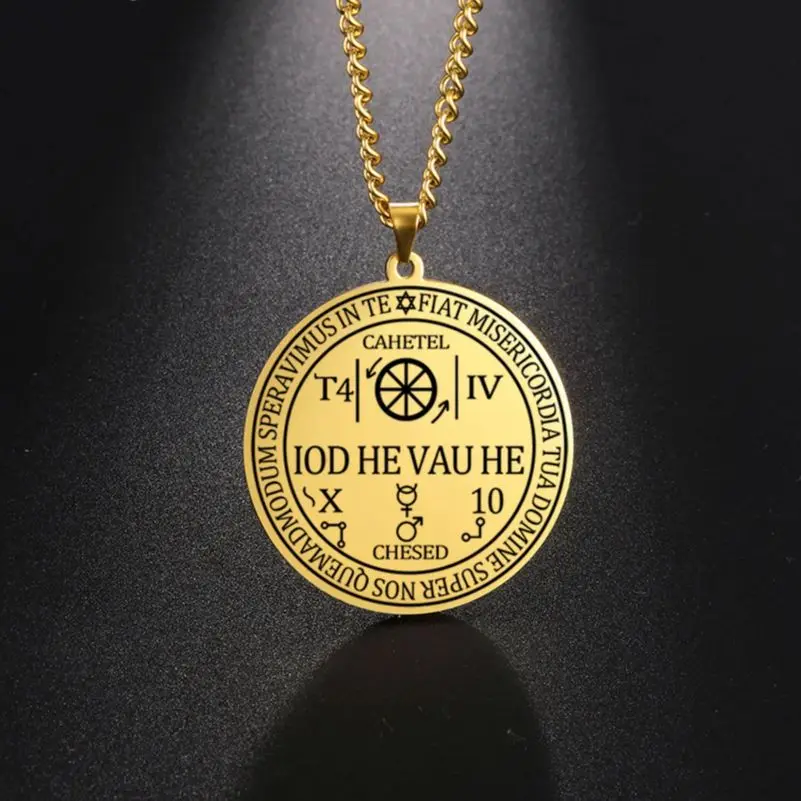 FIAT MISERICORDIA TUA DOMINE SUPER NOS QUEMADMODUM SPERAVIMUS IN TE
CAHETEL
T4 IV
IOD HE VAU HE
X 10
CHESED